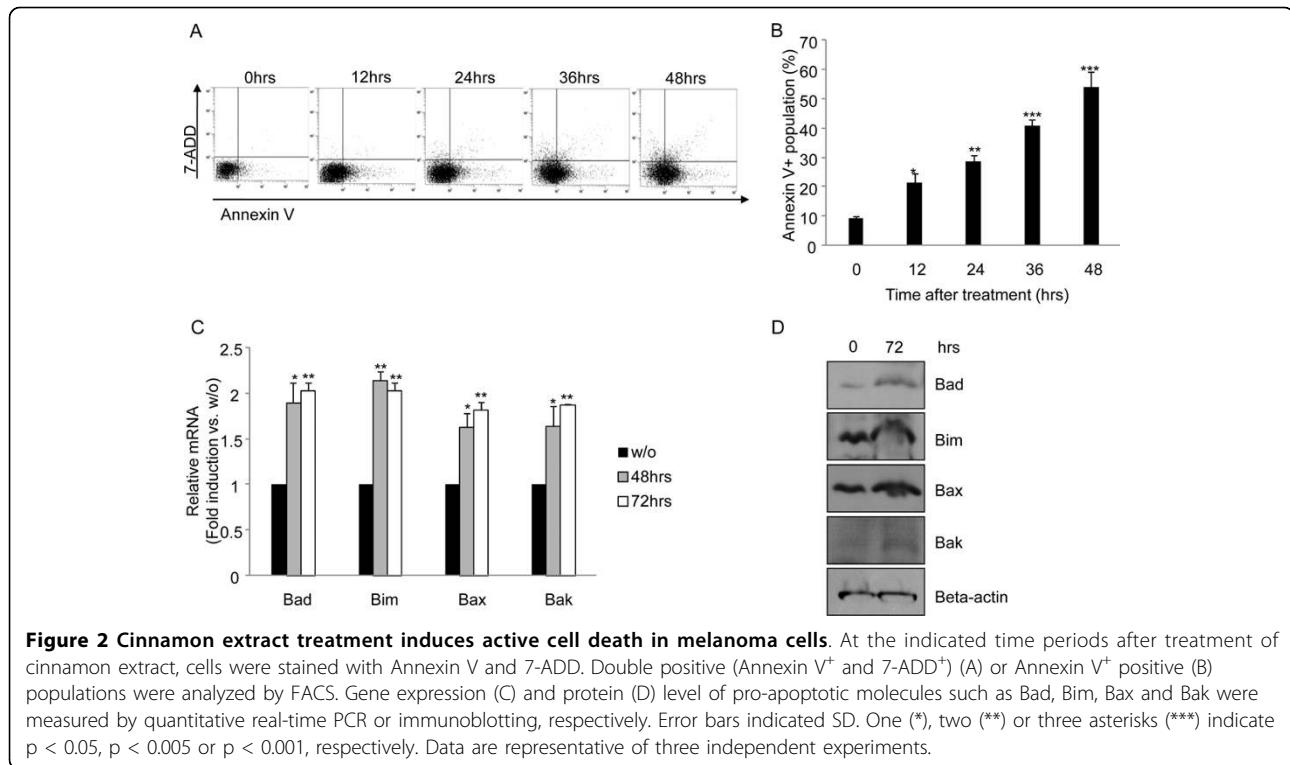 A
0hrs 12hrs 24hrs 36hrs 48hrs
7-ADD
Annexin V
B
Annexin V+ population (%)
70
60
50
40
30
20
10
0
* ** *** ***
0 12 24 36 48
Time after treatment (hrs)
C
Relative mRNA
(Fold induction vs. w/o)
2.5
2
1.5
1
0.5
0
* ** ** ** * ** * **
Bad Bim Bax Bak
w/o
48hrs
72hrs
D
0 72 hrs
Bad
Bim
Bax
Bak
Beta-actin
Figure 2 Cinnamon extract treatment induces active cell death in melanoma cells. At the indicated time periods after treatment of
cinnamon extract, cells were stained with Annexin V and 7-ADD. Double positive (Annexin V⁺ and 7-ADD⁺) (A) or Annexin V⁺ positive (B)
populations were analyzed by FACS. Gene expression (C) and protein (D) level of pro-apoptotic molecules such as Bad, Bim, Bax and Bak were
measured by quantitative real-time PCR or immunoblotting, respectively. Error bars indicated SD. One (*), two (**) or three asterisks (***) indicate
p < 0.05, p < 0.005 or p < 0.001, respectively. Data are representative of three independent experiments.